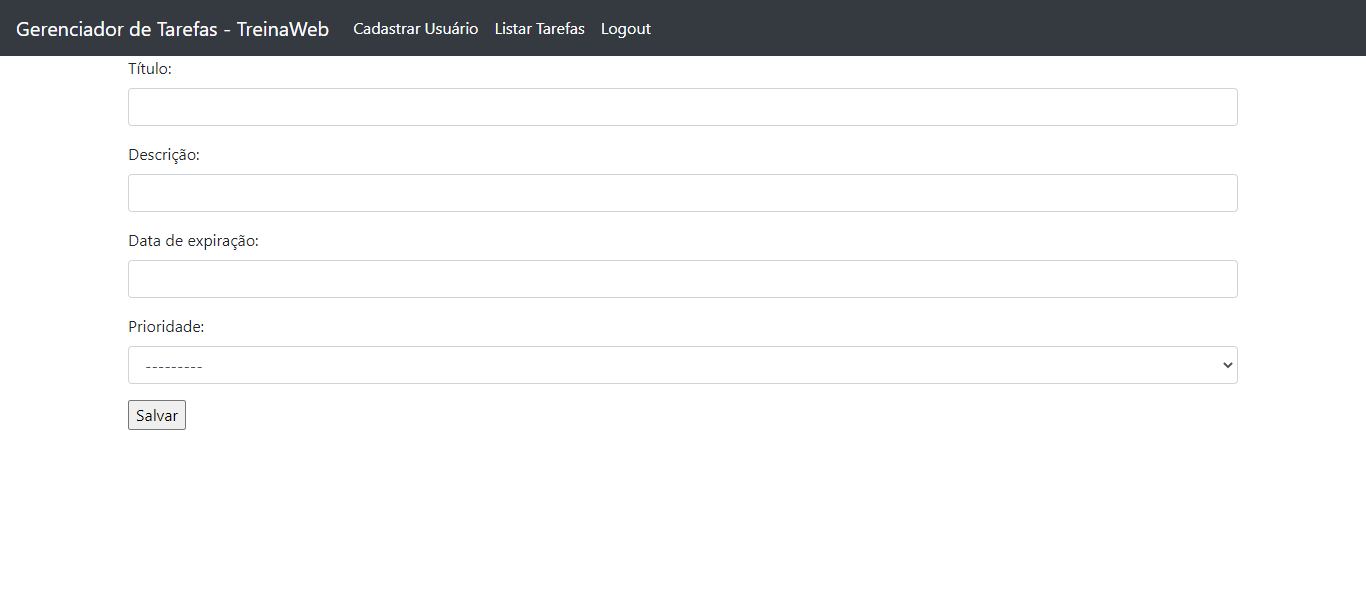 Gerenciador de Tarefas - TreinaWeb Cadastrar Usuário Listar Tarefas Logout
Título:
Descrição:
Data de expiração:
Prioridade:
---------
Salvar